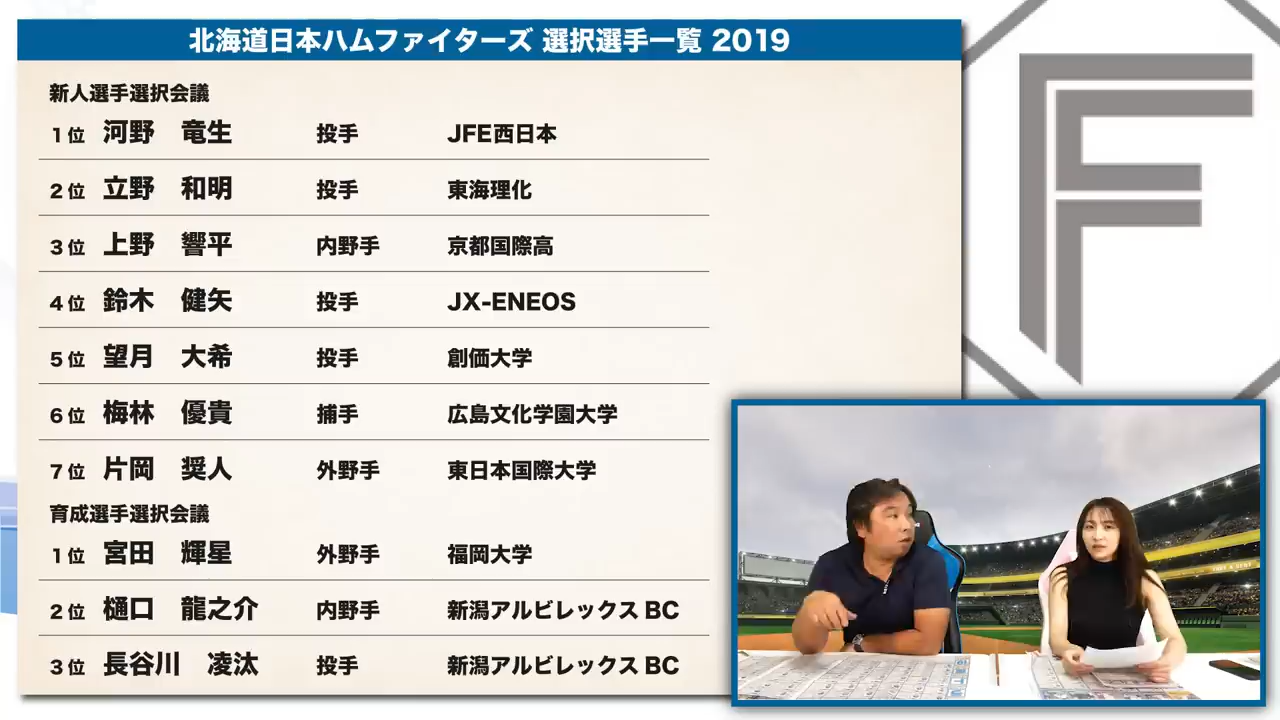 北海道日本ハムファイターズ 選択選手一覧 2019
新人選手選択会議
1位 河野 竜生 投手 JFE西日本
2位 立野 和明 投手 東海理化
3位 上野 響平 内野手 京都国際高
4位 鈴木 健矢 投手 JX-ENEOS
5位 望月 大希 投手 創価大学
6位 梅林 優貴 捕手 広島文化学園大学
7位 片岡 奨人 外野手 東日本国際大学
育成選手選択会議
1位 宮田 輝星 外野手 福岡大学
2位 樋口 龍之介 内野手 新潟アルビレックスBC
3位 長谷川 凌汰 投手 新潟アルビレックスBC
F